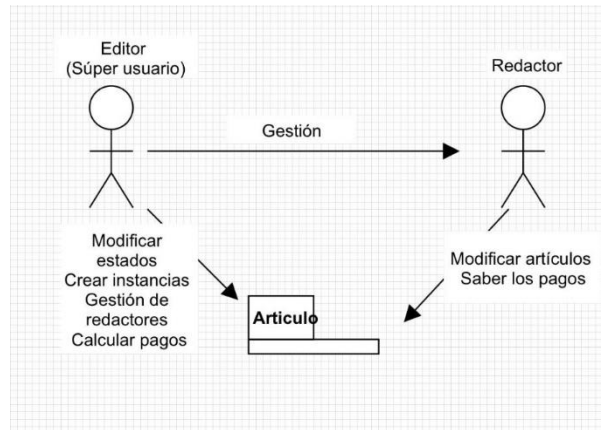 Editor
(Súper usuario)
Redactor
Gestión
Modificar
estados
Crear instancias
Gestión de
redactores
Calcular pagos
Modificar artículos
Saber los pagos
Articulo